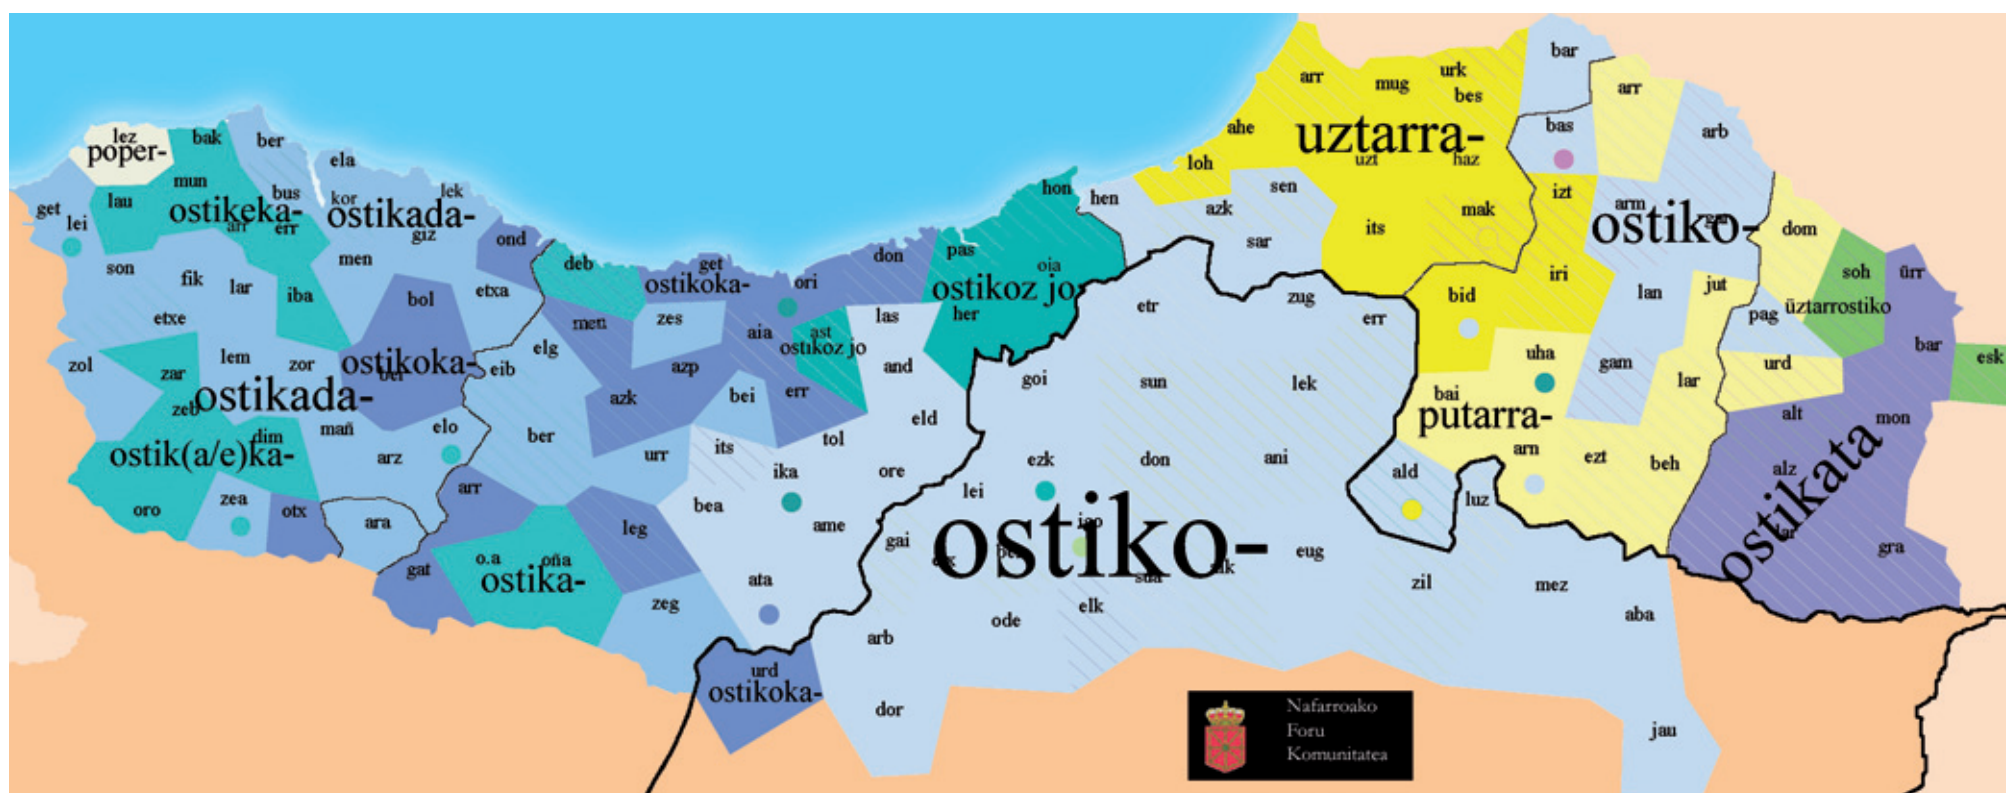 bar
arr
mug
urk
bes
arr
lez
poper-
bak
ber
ahe
uztarra-
bas
arb
ela
loh
uzt
haz
mun
bus
kor
lek
hon
hen
sen
izt
get
lei
lau
ostikeka-
arr
err
ostikada-
giz
azk
mak
arm
ostiko-
son
men
ond
pas
sar
its
dom
fik
lar
iba
bol
etxa
deb
get
ostikoka-
ori
don
oia
ostikoz jo
her
iri
lan
jut
soh
ürr
etxe
men
zes
aia
ast
ostikoz jo
las
etr
zug
err
bid
pag
üztarrostiko
zol
zar
lem
zor
ostikoka-
elg
eib
azp
and
goi
sun
lek
uha
gam
lar
urd
bar
esk
zeb
ostikada-
azk
bei
err
eld
bai
putarra-
alt
mon
ostik(a/e)ka-
dim
mañ
elo
arz
ber
urr
its
tol
ika
ore
ezk
don
ani
ald
arn
ezt
beh
alz
oro
zea
otx
ara
arr
leg
bea
ame
lei
gai
ostiko-
eug
luz
ostikata
gra
gat
o.a
oña
ostika-
zeg
ata
arb
ode
elk
zil
mez
aba
urd
ostikoka-
dor
jau
Nafarroako
Foru
Komunitatea